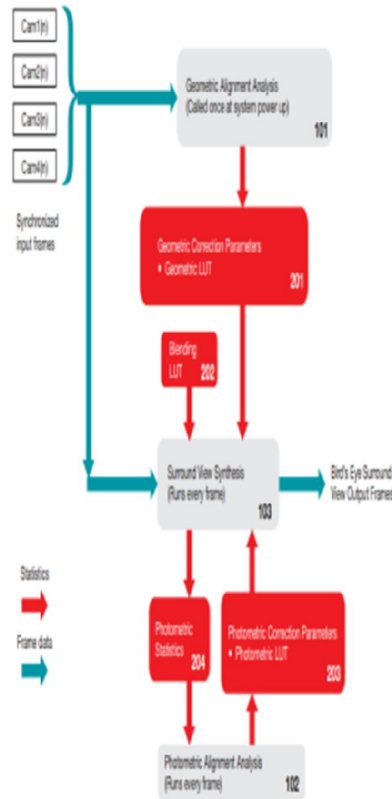 Cam1(n)
Cam2(n)
Cam3(n)
Cam4(n)
Synchronized
input frames
Geometric Alignment Analysis
(Called once at system power up)
101
Geometric Correction Parameters
• Geometric LUT
201
Blending
LUT
202
Surround View Synthesis
(Runs every frame)
103
Bird's Eye Surround
View Output Frames
Statistics
Frame data
Photometric
Statistics
204
Photometric Correction Parameters
• Photometric LUT
203
Photometric Alignment Analysis
(Runs every frame)
102